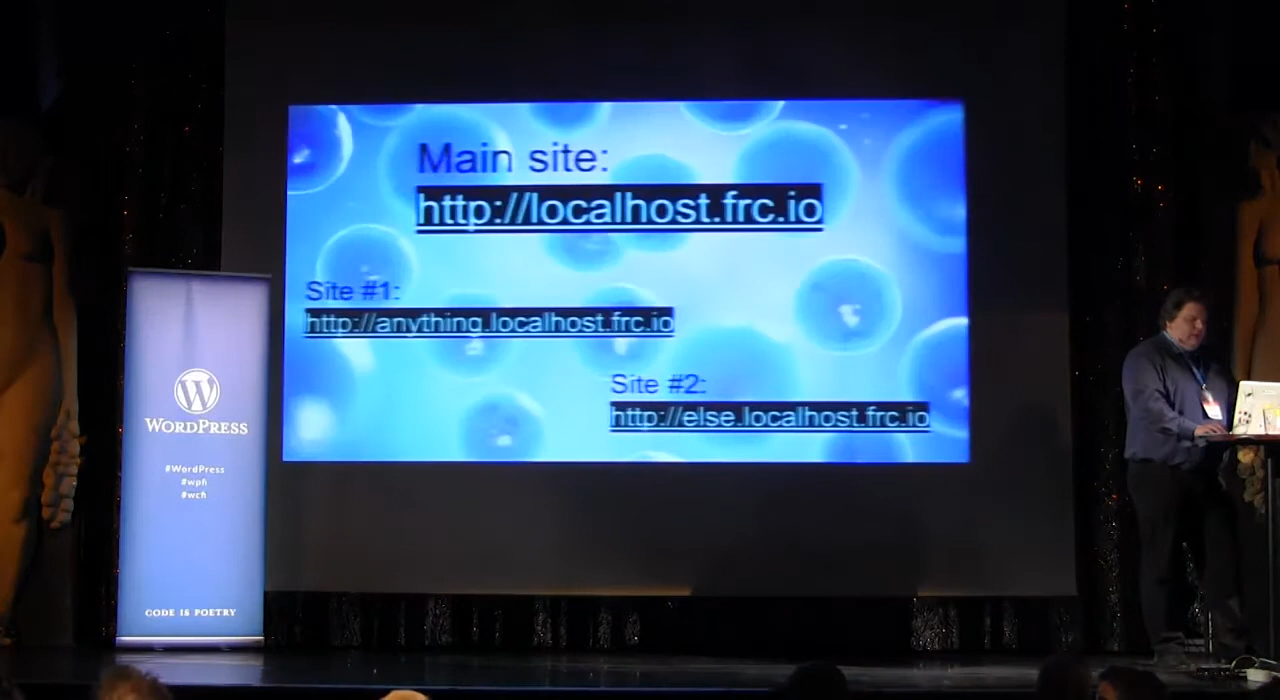 Main site:
http://localhost.frc.io
Site #1:
http://anything.localhost.frc.io
Site #2:
http://else.localhost.frc.io
WORDPRESS
#WordPress
#wpfi
#wcfi
CODE IS POETRY